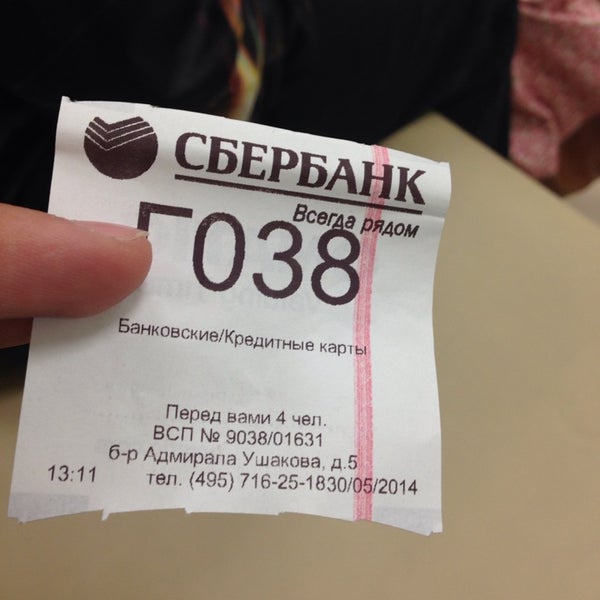 СБЕРБАНК
Всегда рядом
Г038
Банковские/Кредитные карты
Перед вами 4 чел.
ВСП № 9038/01631
б-р Адмирала Ушакова, д.5
13:11 тел. (495) 716-25-1830/05/2014